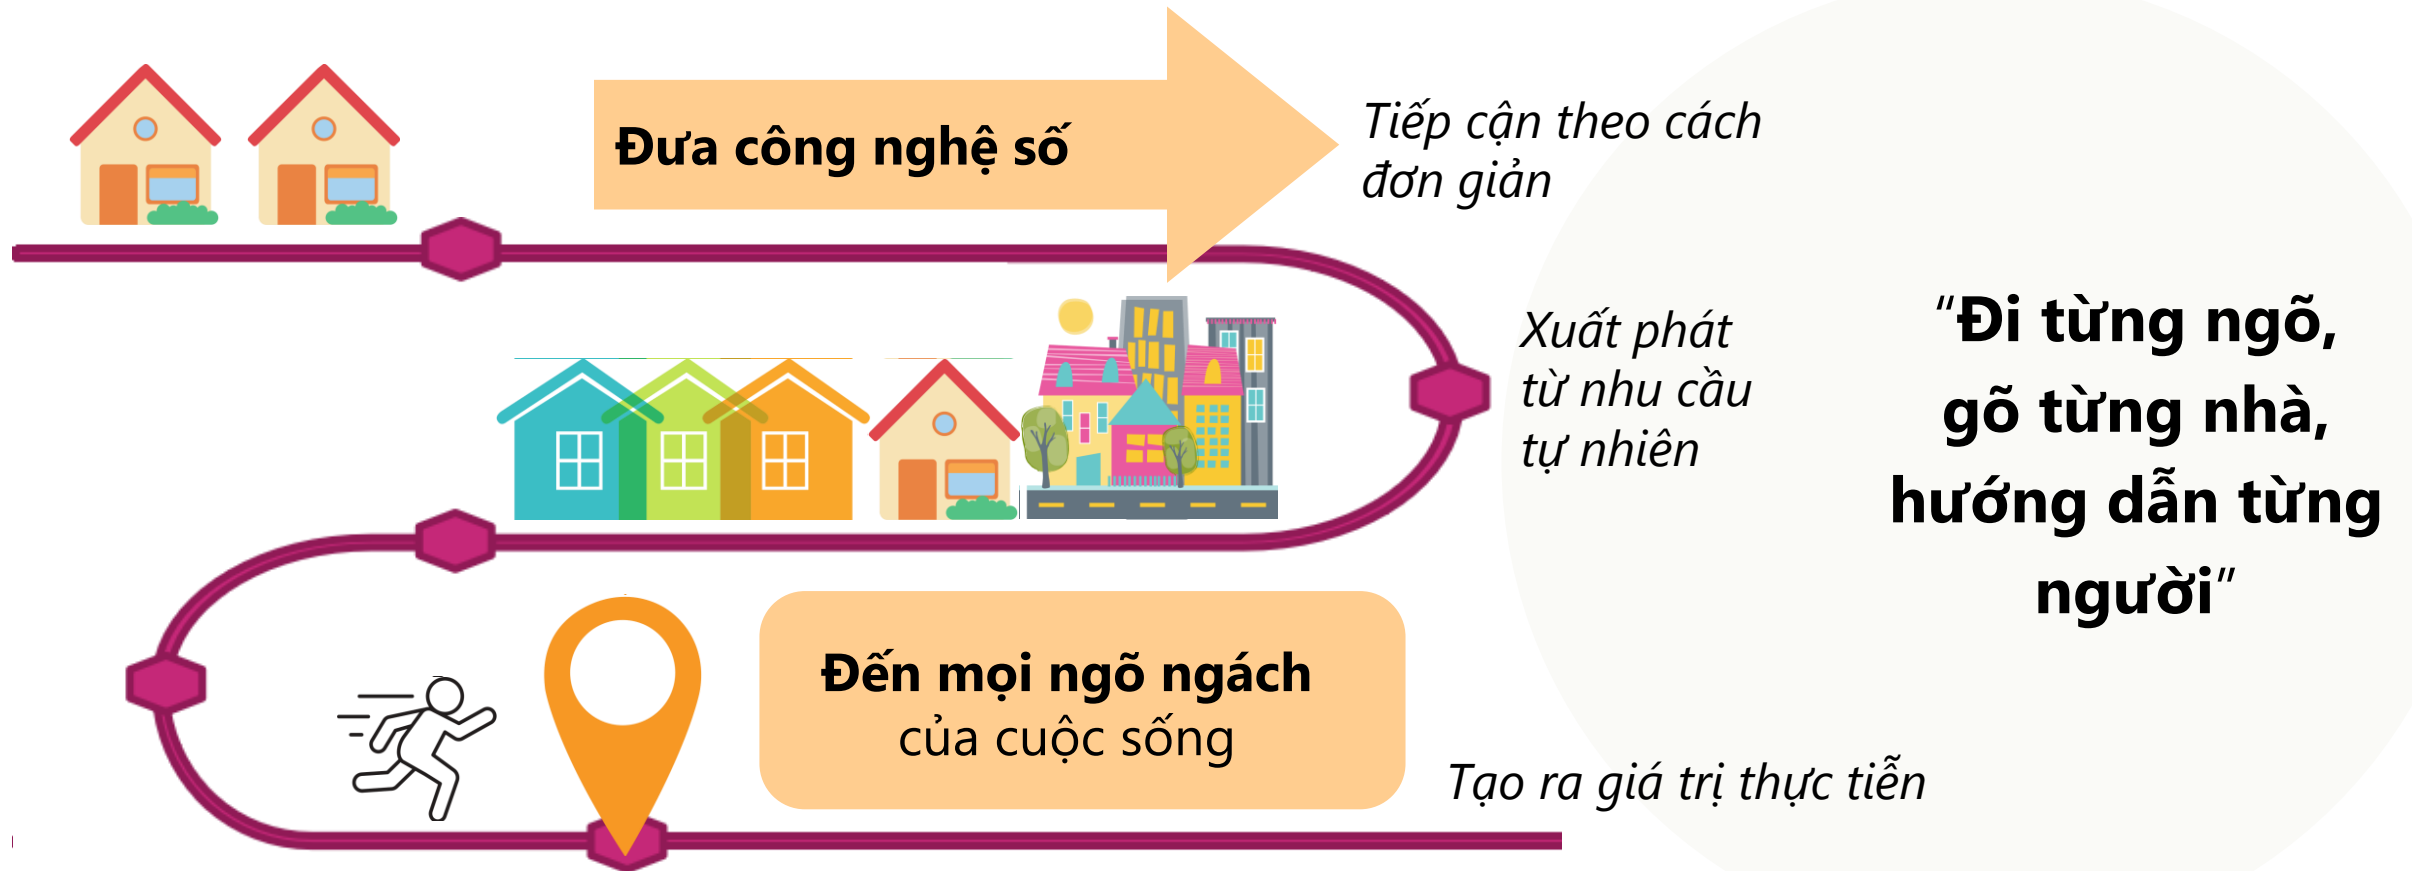 Đưa công nghệ số
Tiếp cận theo cách
đơn giản
Xuất phát
từ nhu cầu
tự nhiên
“Đi từng ngõ,
gõ từng nhà,
hướng dẫn từng
người”
Đến mọi ngõ ngách
của cuộc sống
Tạo ra giá trị thực tiễn